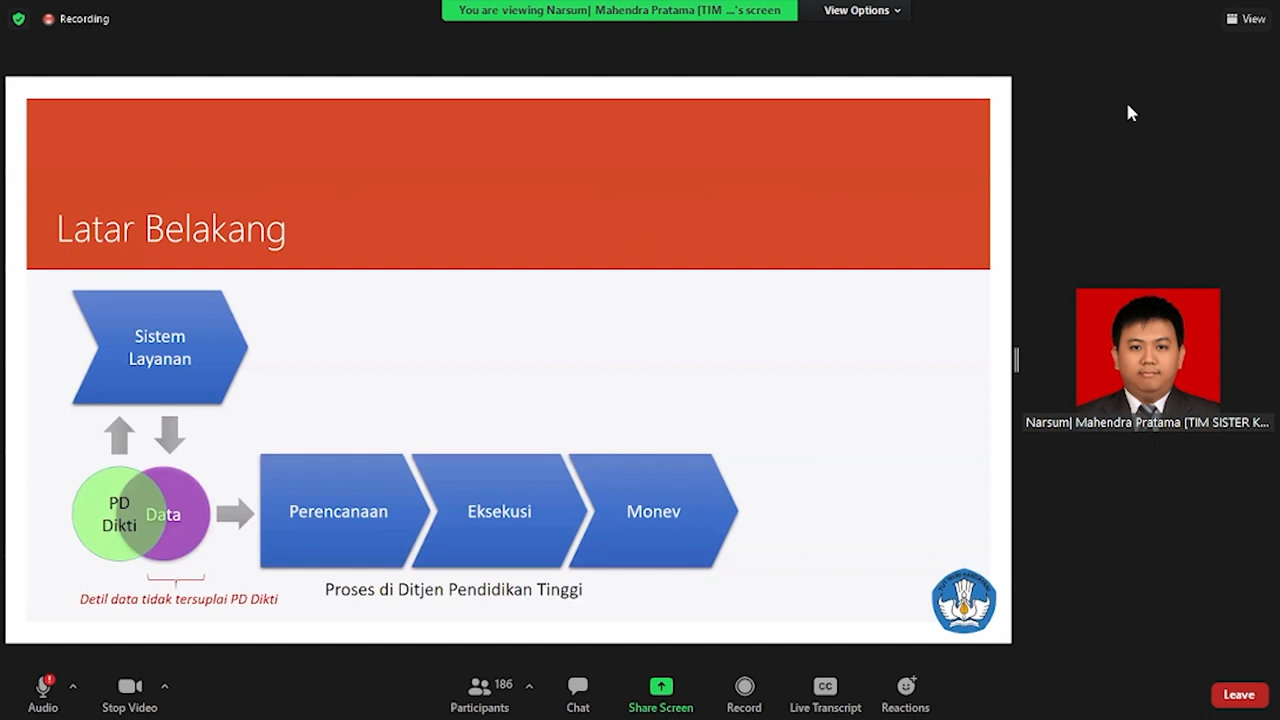 Recording
You are viewing Narsum| Mahendra Pratama [TIM ...'s screen
View Options
View
Latar Belakang
Sistem
Layanan
PD
Dikti
Data
Perencanaan
Eksekusi
Monev
Detil data tidak tersuplai PD Dikti
Proses di Ditjen Pendidikan Tinggi
Narsum| Mahendra Pratama [TIM SISTER K...
Audio
Stop Video
186
Participants
Chat
Share Screen
Record
CC
Live Transcript
Reactions
Leave